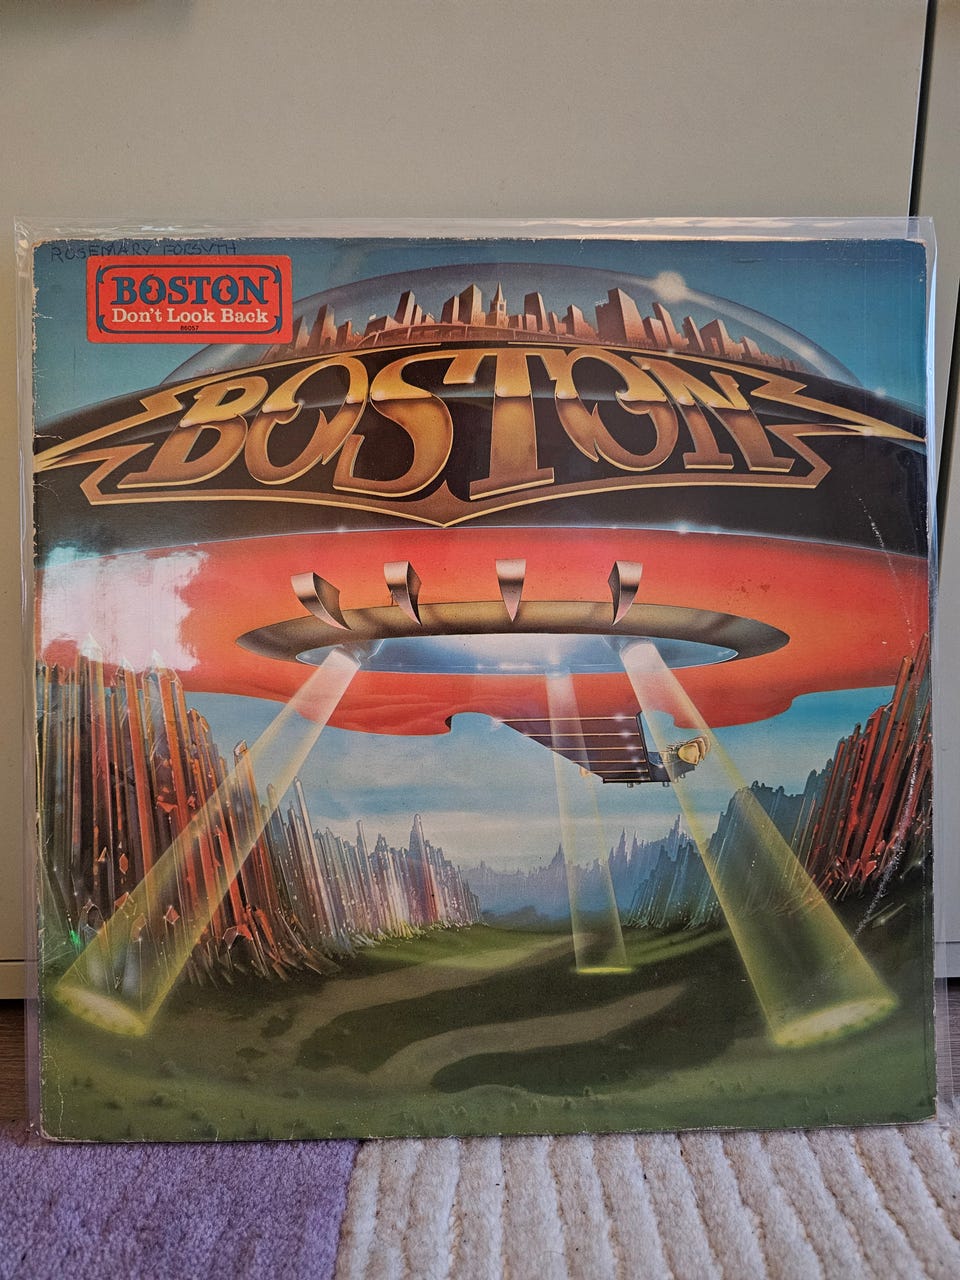 ROSEMARY FORSYTH
BOSTON
Don't Look Back
86057
BOSTON